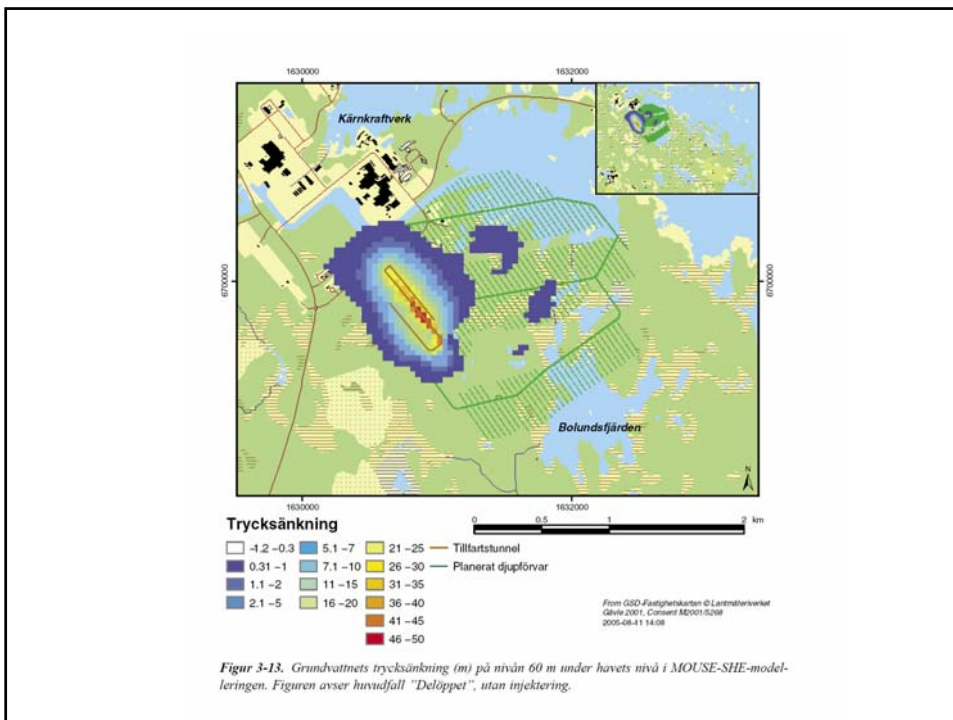 1630000
1632000
Kärnkraftverk
6700000
6700000
Bolundsfjärden
N
1630000
1632000
Trycksänkning
-1.2 –0.3
0.31 –1
1.1 –2
2.1 –5
5.1 –7
7.1 –10
11 –15
16 –20
21 –25
26 –30
31 –35
36 –40
41 –45
46 –50
Tillfartstunnel
Planerat djupförvar
0 0.5 1 2 km
From GSD-Fastighetskartan © Lantmäteriverket
Gävle 2001, Consent M2001/5268
2005-08-11 14:08
Figur 3-13. Grundvattnets trycksänkning (m) på nivån 60 m under havets nivå i MOUSE-SHE-model-
leringen. Figuren avser huvudfall ”Delöppet”, utan injektering.